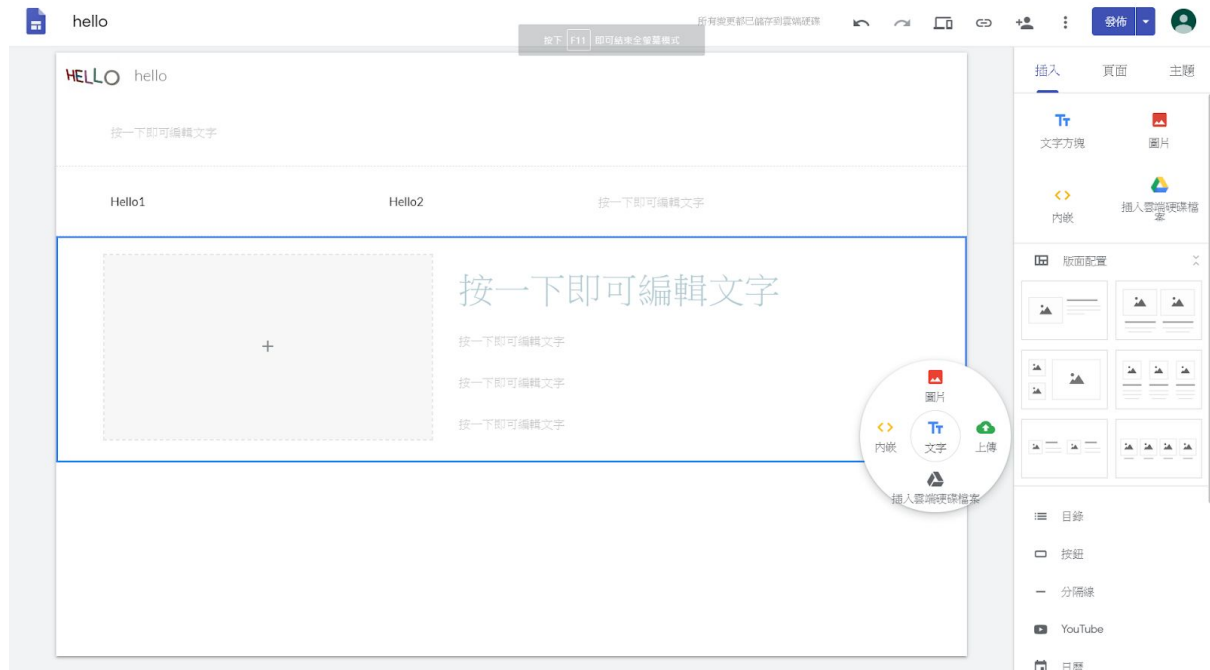 hello
所有變更都已儲存到雲端硬碟
發佈
按下 F11 即可結束全螢幕模式
HELLO hello
按一下即可編輯文字
Hello1
Hello2
按一下即可編輯文字
按一下即可編輯文字
按一下即可編輯文字
按一下即可編輯文字
按一下即可編輯文字
圖片
內嵌
文字
上傳
插入雲端硬碟檔案
插入
頁面
主題
文字方塊
圖片
內嵌
插入雲端硬碟檔
案
版面配置
目錄
按鈕
分隔線
YouTube
日曆